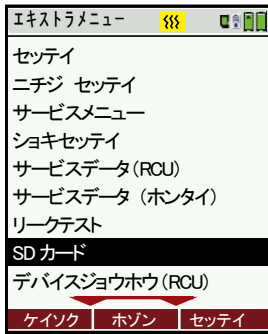 エキストラメニュー
セッテイ
ニチジ セッテイ
サービスメニュー
ショキセッテイ
サービスデータ(RCU)
サービスデータ (ホンタイ)
リークテスト
SD カード
デバイスジョウホウ(RCU)
ケイソク ホゾン セッテイ